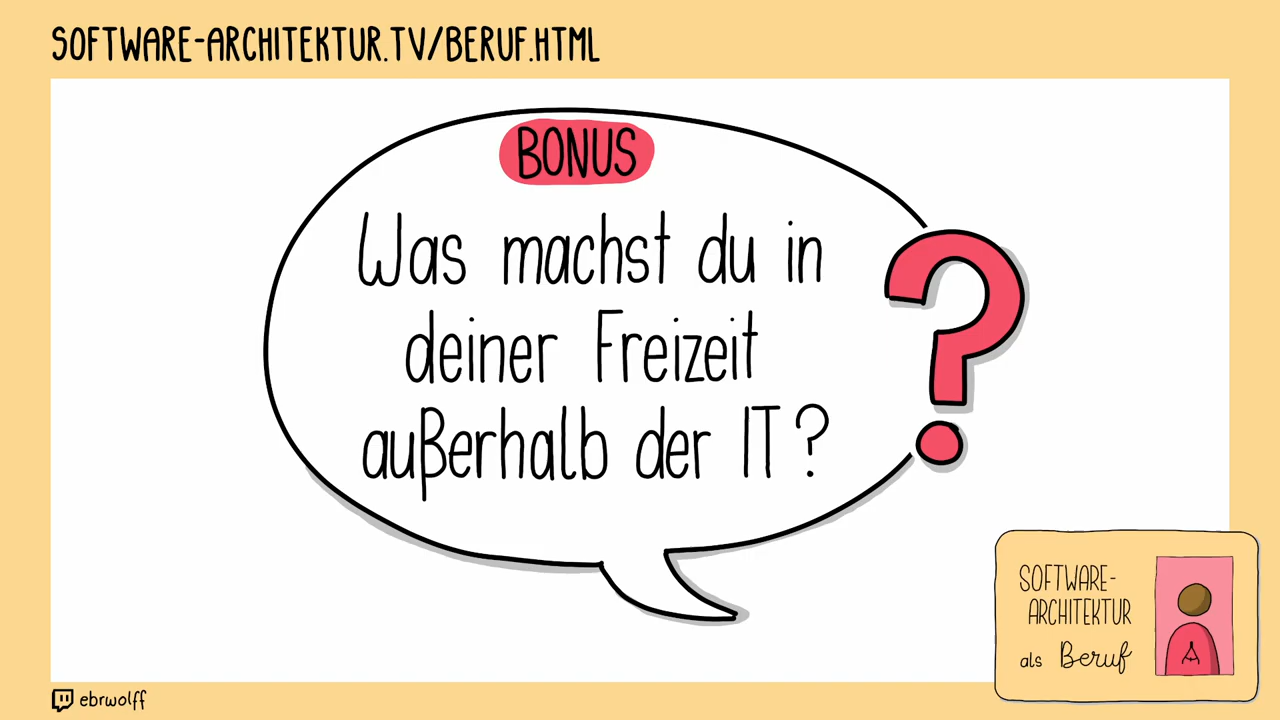 SOFTWARE-ARCHITEKTUR.TV/BERUF.HTML
BONUS
Was machst du in
deiner Freizeit
außerhalb der IT?
SOFTWARE-
ARCHITEKTUR
als Beruf
ebrwolff